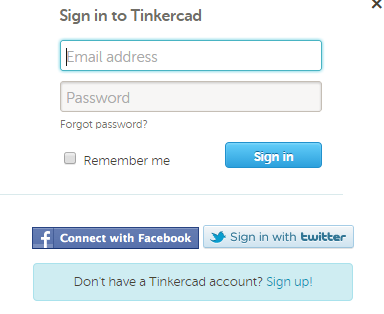 Sign in to Tinkercad
Email address
Password
Forgot password?
Remember me
Sign in
Connect with Facebook
Sign in with twitter
Don't have a Tinkercad account? Sign up!